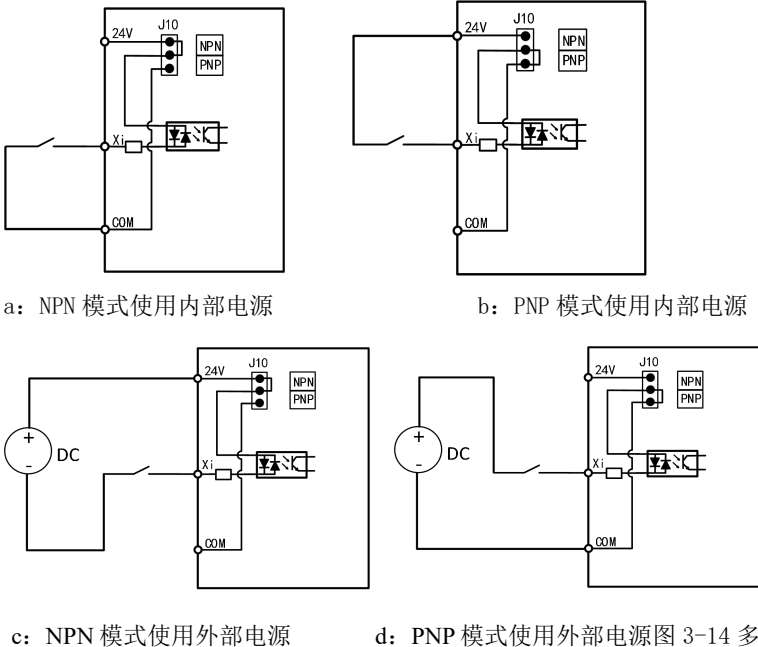 24V
J10
NPN
PNP
Xi
COM
24V
J10
NPN
PNP
Xi
COM
a: NPN 模式使用内部电源
b: PNP 模式使用内部电源
24V
J10
NPN
PNP
+
-
DC
Xi
COM
24V
J10
NPN
PNP
+
-
DC
Xi
COM
c: NPN 模式使用外部电源
d: PNP 模式使用外部电源图 3-14 多